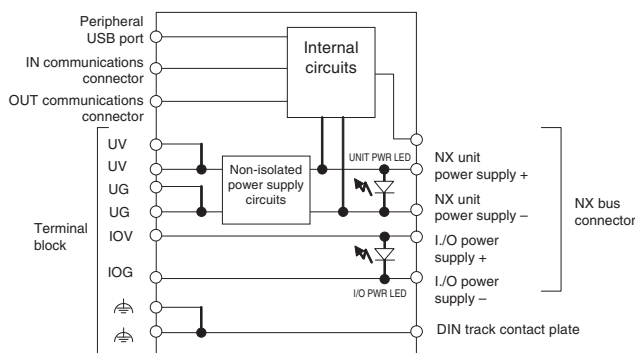 Peripheral
USB port
IN communications
connector
OUT communications
connector
Internal
circuits
UV
UV
UG
UG
IOV
IOG
Terminal
block
Non-isolated
power supply
circuits
UNIT PWR LED
I/O PWR LED
NX unit
power supply +
NX unit
power supply –
I./O power
supply +
I./O power
supply –
NX bus
connector
DIN track contact plate